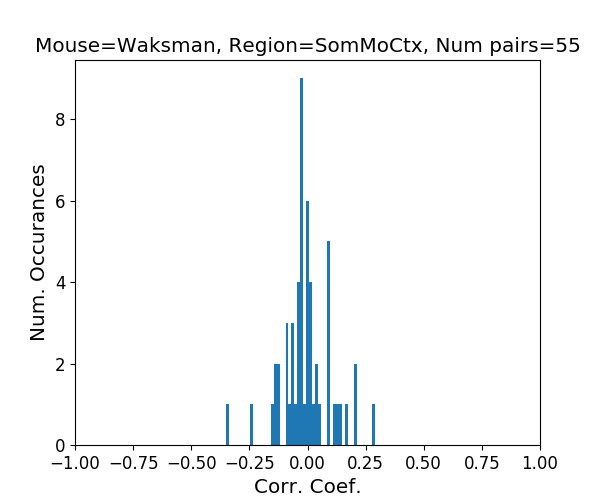 Mouse=Waksman, Region=SomMoCtx, Num pairs=55
Num. Occurances
8
6
4
2
0
−1.00 −0.75 −0.50 −0.25 0.00 0.25 0.50 0.75 1.00
Corr. Coef.